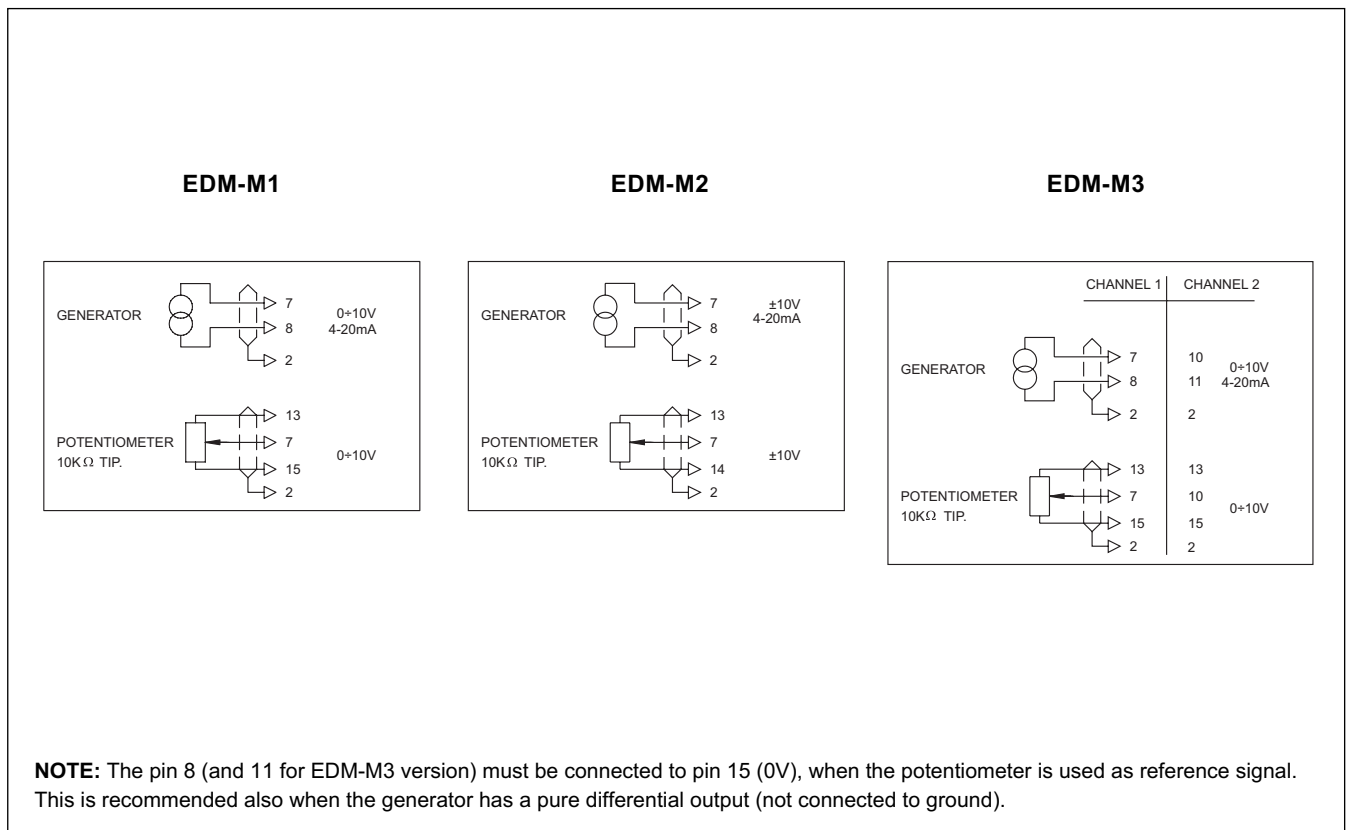 EDM-M1
GENERATOR
7
8
2
0÷10V
4-20mA
POTENTIOMETER
10KΩ TIP.
13
7
15
2
0÷10V
EDM-M2
GENERATOR
7
8
2
±10V
4-20mA
POTENTIOMETER
10KΩ TIP.
13
7
14
2
±10V
EDM-M3
CHANNEL 1 CHANNEL 2
GENERATOR
7 10
8 11
2 2
0÷10V
4-20mA
POTENTIOMETER
10KΩ TIP.
13 13
7 10
15 15
2 2
0÷10V
NOTE: The pin 8 (and 11 for EDM-M3 version) must be connected to pin 15 (0V), when the potentiometer is used as reference signal.
This is recommended also when the generator has a pure differential output (not connected to ground).